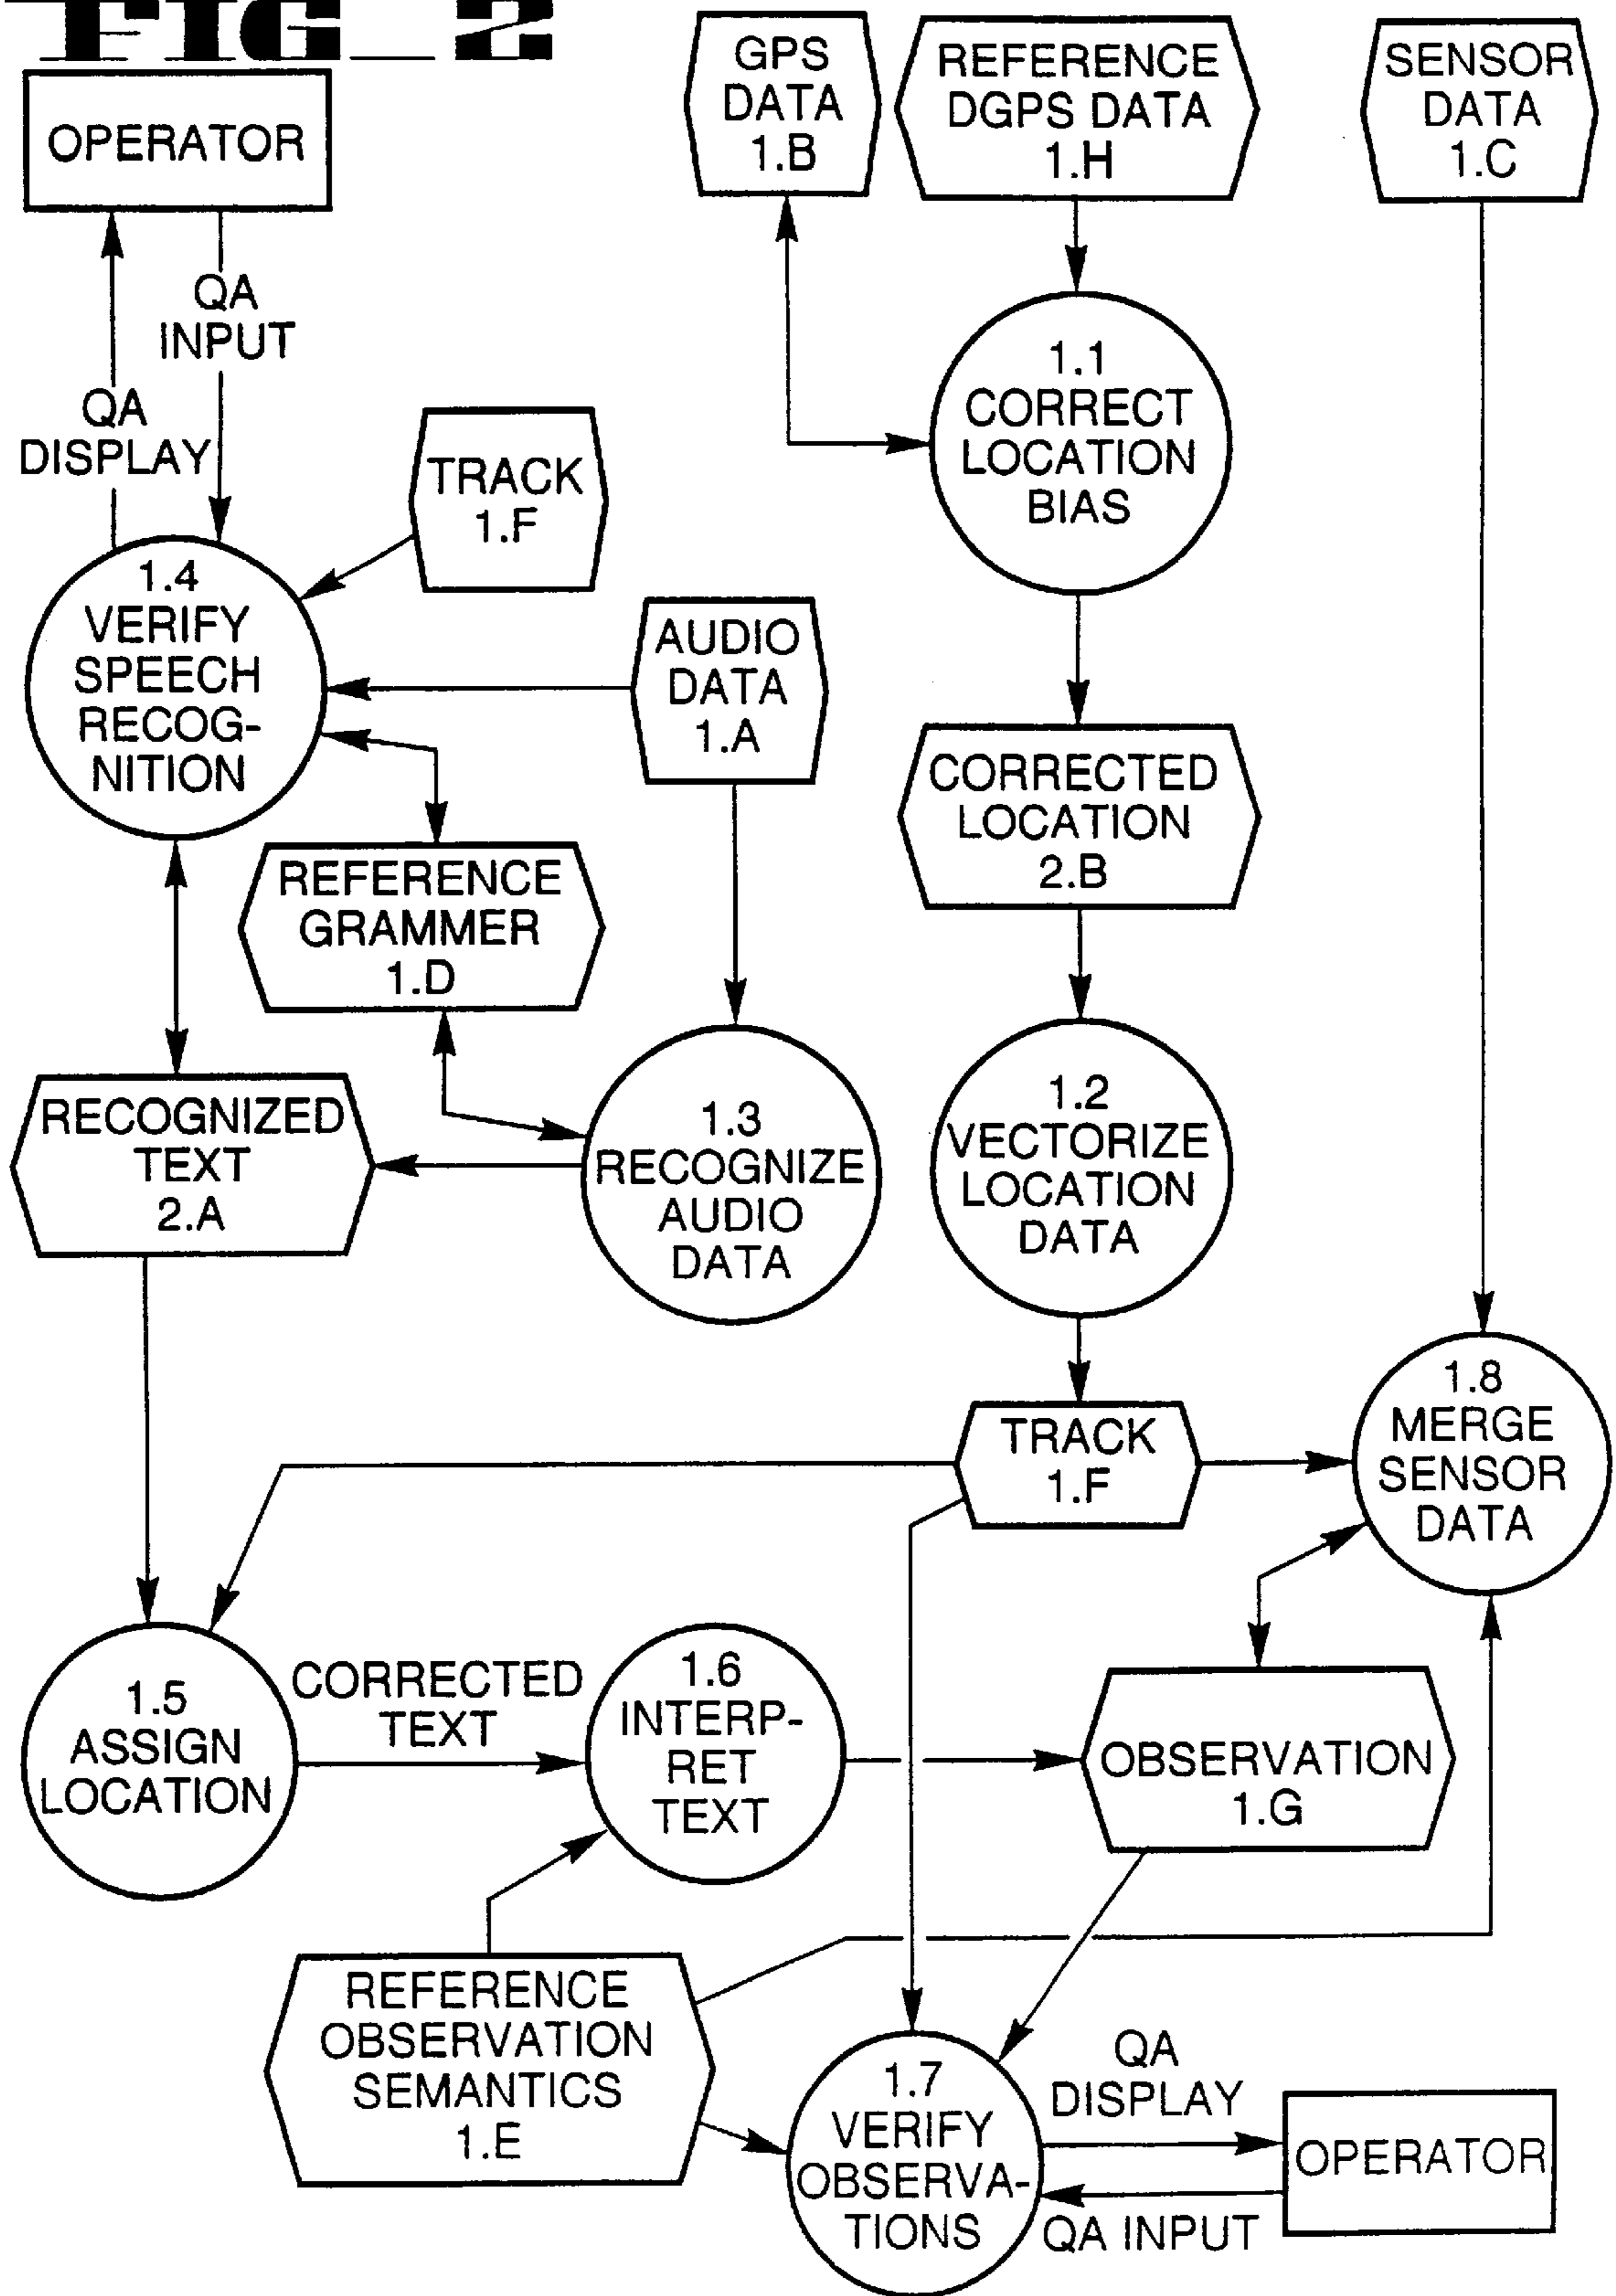 FIG_2
OPERATOR
GPS
DATA
1.B
REFERENCE
DGPS DATA
1.H
SENSOR
DATA
1.C
QA
INPUT
QA
DISPLAY
TRACK
1.F
1.1
CORRECT
LOCATION
BIAS
1.4
VERIFY
SPEECH
RECOG-
NITION
AUDIO
DATA
1.A
CORRECTED
LOCATION
2.B
REFERENCE
GRAMMER
1.D
RECOGNIZED
TEXT
2.A
1.3
RECOGNIZE
AUDIO
DATA
1.2
VECTORIZE
LOCATION
DATA
TRACK
1.F
1.8
MERGE
SENSOR
DATA
1.5
ASSIGN
LOCATION
CORRECTED
TEXT
1.6
INTERP-
RET
TEXT
OBSERVATION
1.G
REFERENCE
OBSERVATION
SEMANTICS
1.E
1.7
VERIFY
OBSERVA-
TIONS
QA
DISPLAY
OPERATOR
QA INPUT